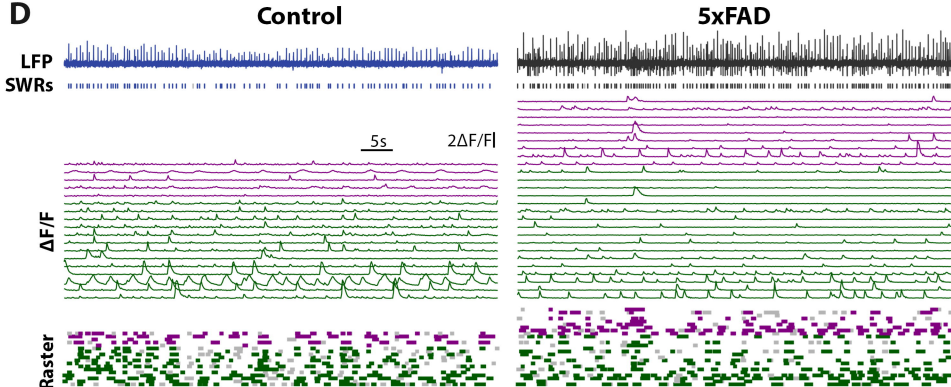 D
Control
5xFAD
LFP
SWRs
5s
2ΔF/F
ΔF/F
Raster